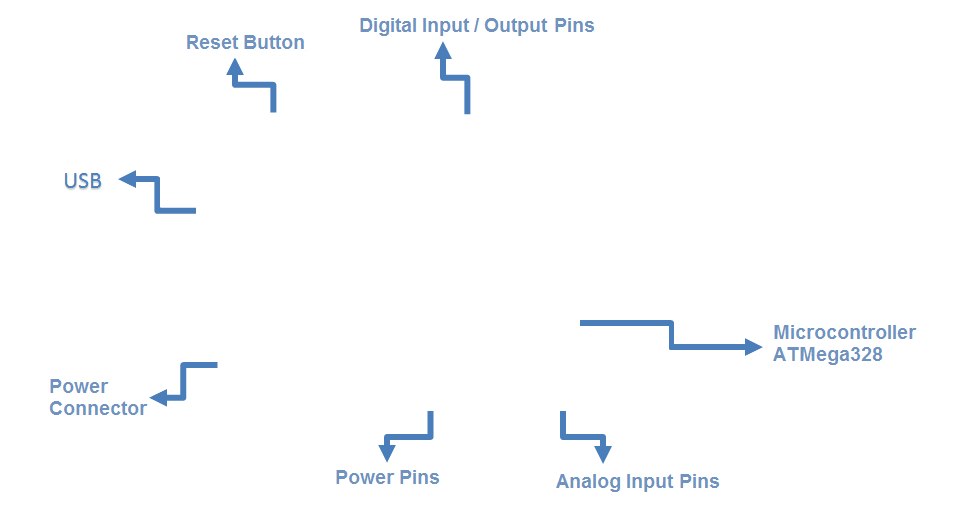 Digital Input / Output Pins
Reset Button
USB
Microcontroller
ATMega328
Power
Connector
Power Pins
Analog Input Pins